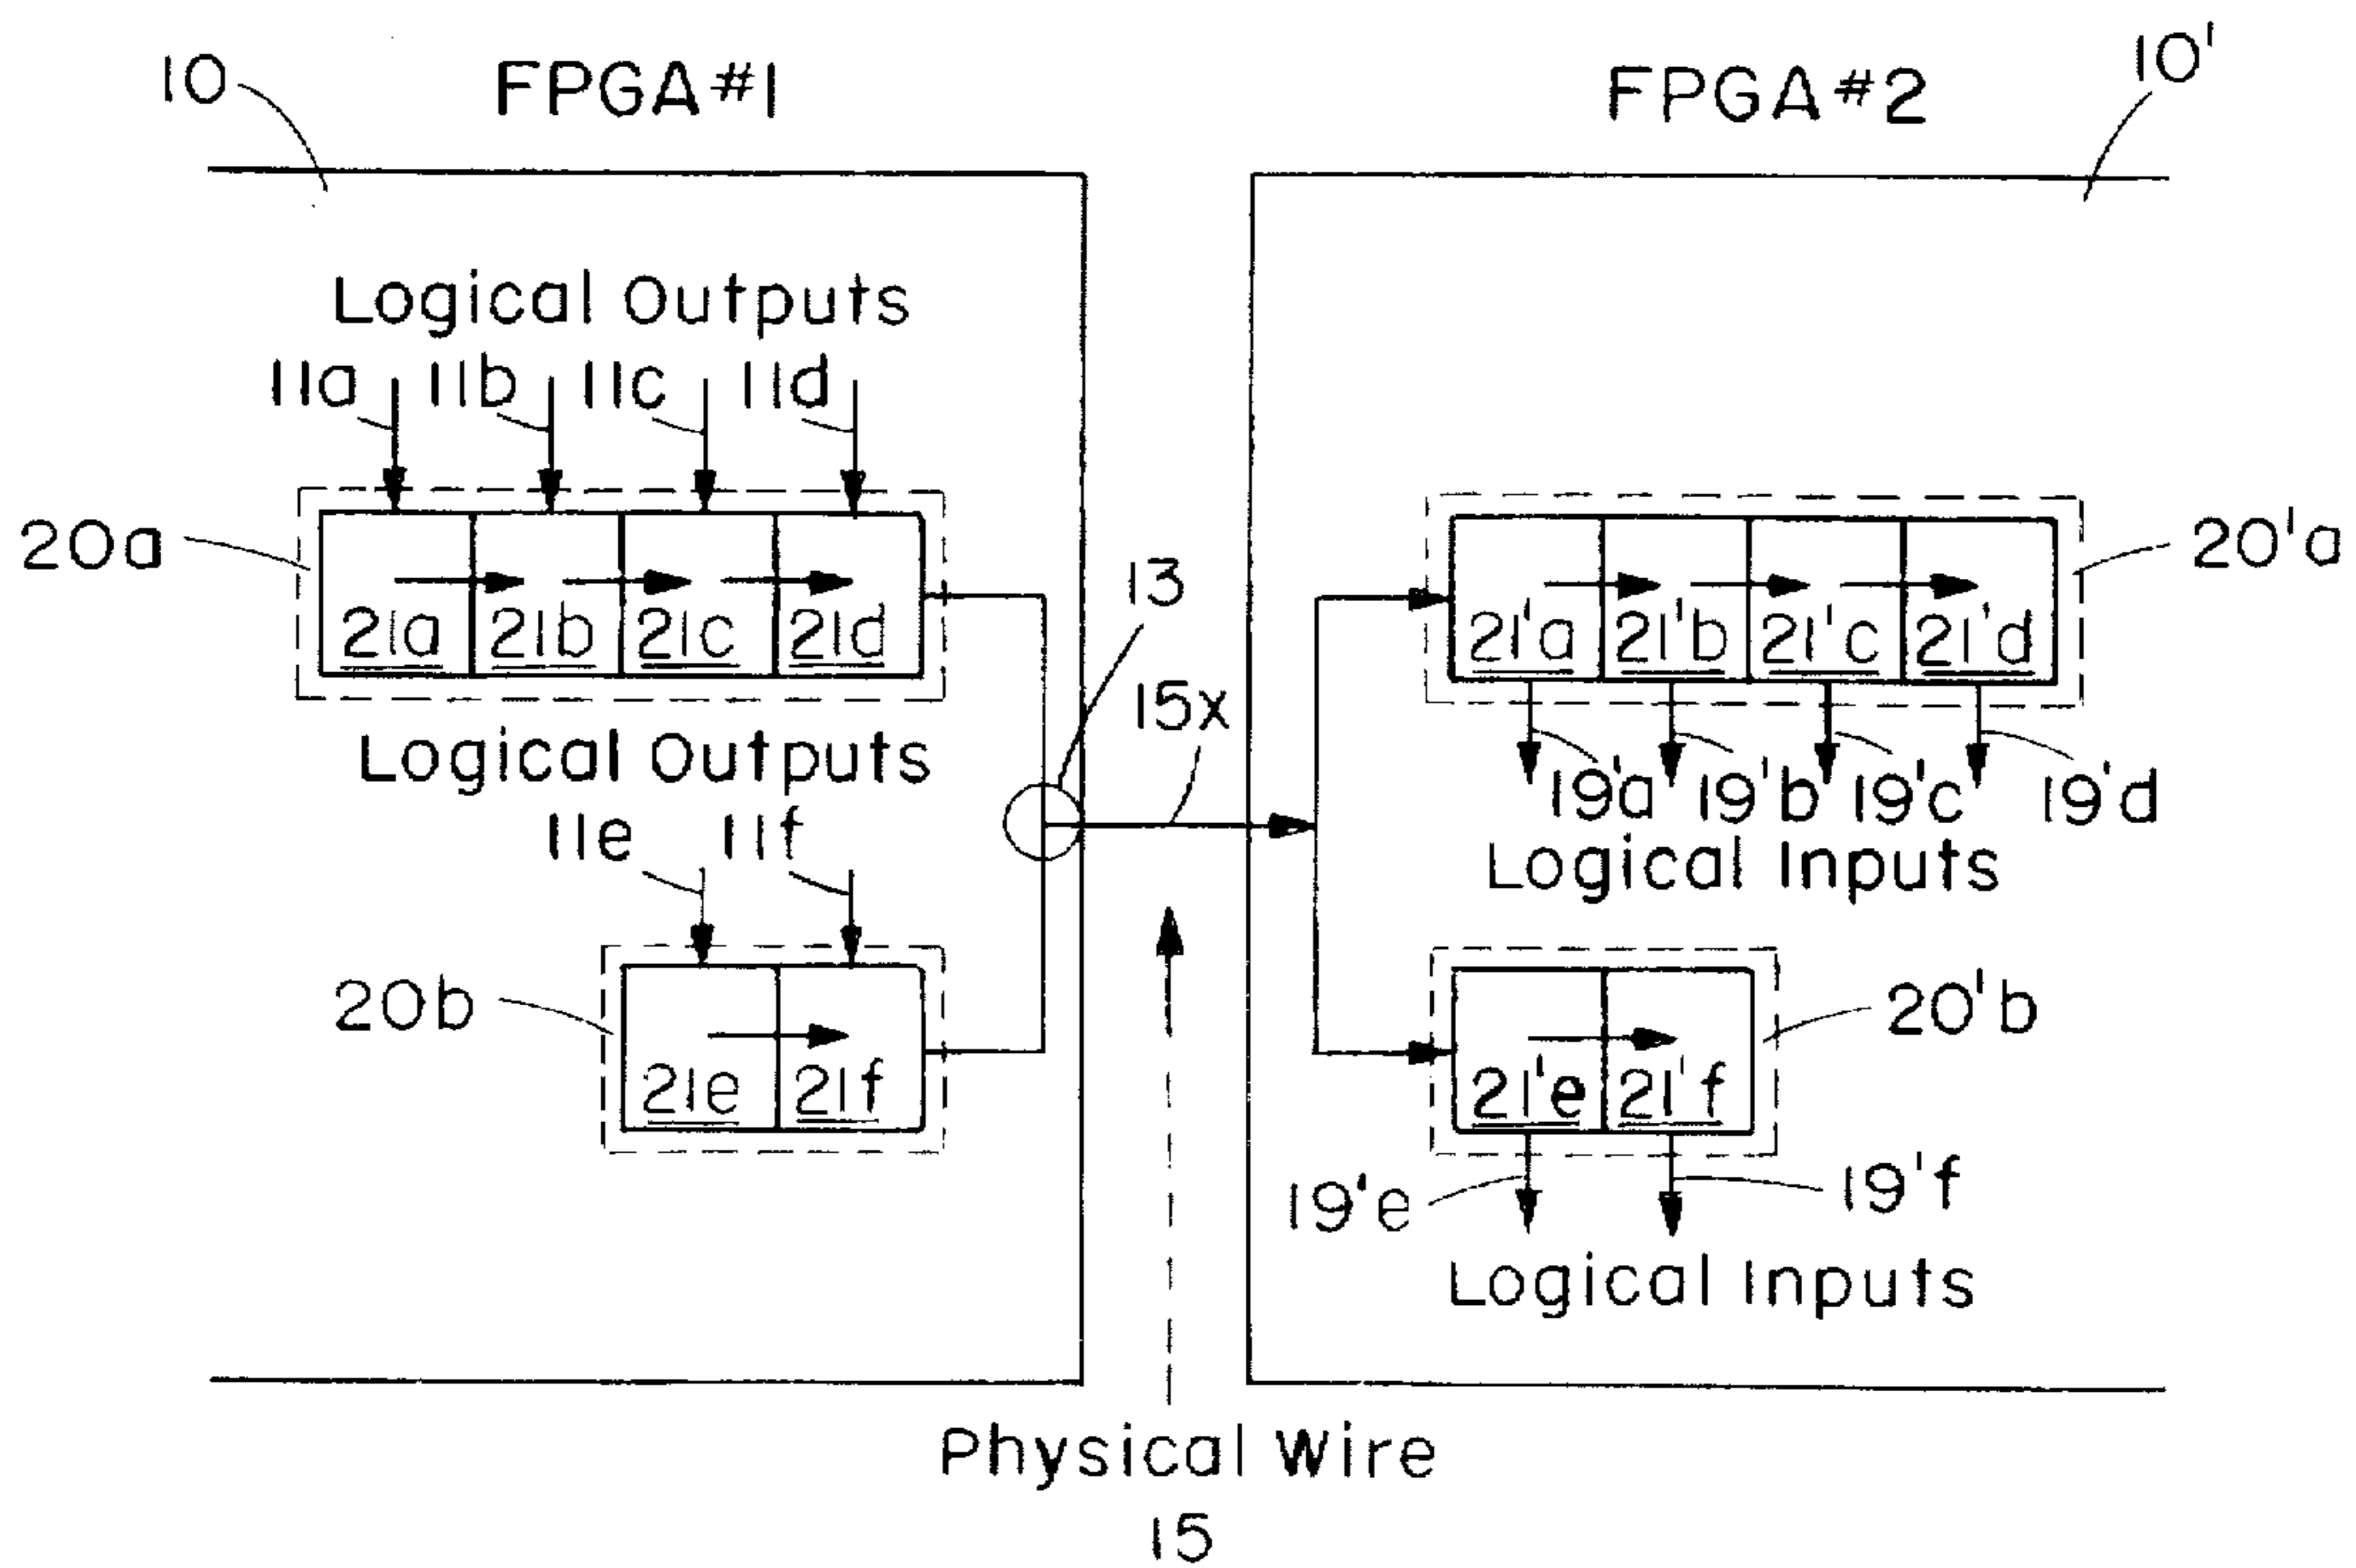 10 FPGA#1 FPGA#2 10'
Logical Outputs
11a 11b 11c 11d
20a 20'a
21a 21b 21c 21d
21'a 21'b 21'c 21'd
13
15x
Logical Outputs
19'a 19'b 19'c 19'd
11e 11f
Logical Inputs
20b 20'b
21e 21f
21'e 21'f
19'e 19'f
Logical Inputs
Physical Wire
15